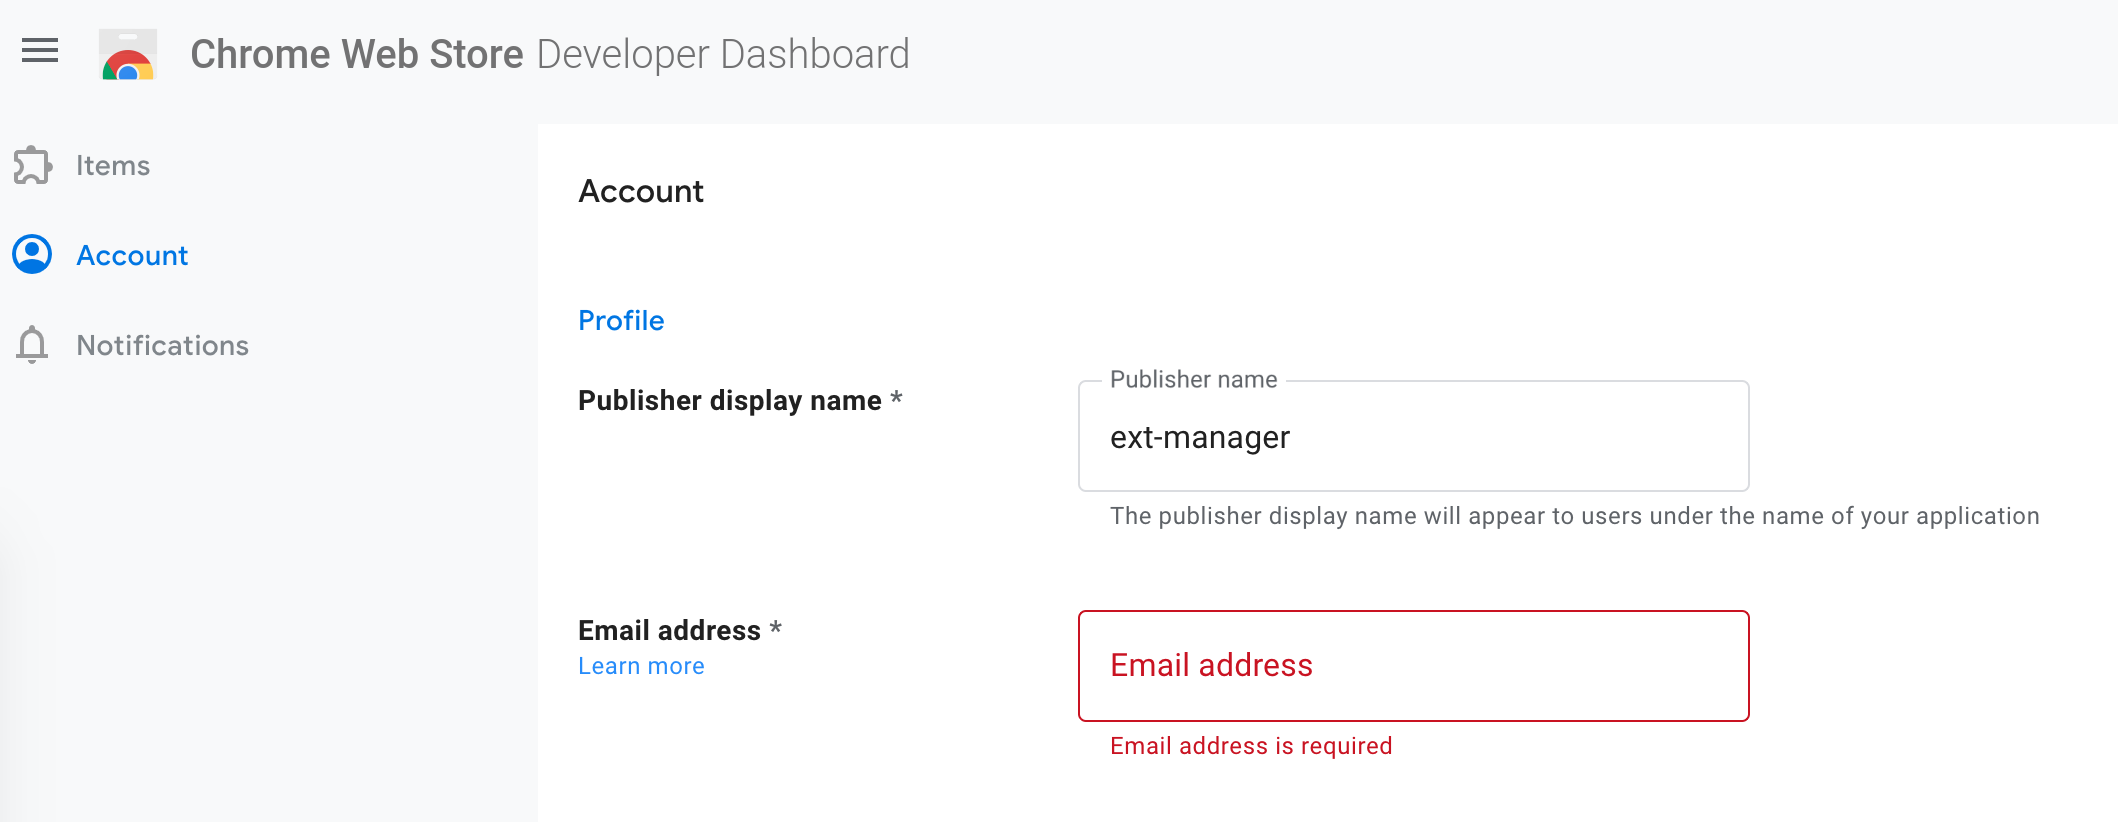 Chrome Web Store Developer Dashboard
Items
Account
Notifications
Account
Profile
Publisher display name *
Publisher name
ext-manager
The publisher display name will appear to users under the name of your application
Email address *
Learn more
Email address
Email address is required